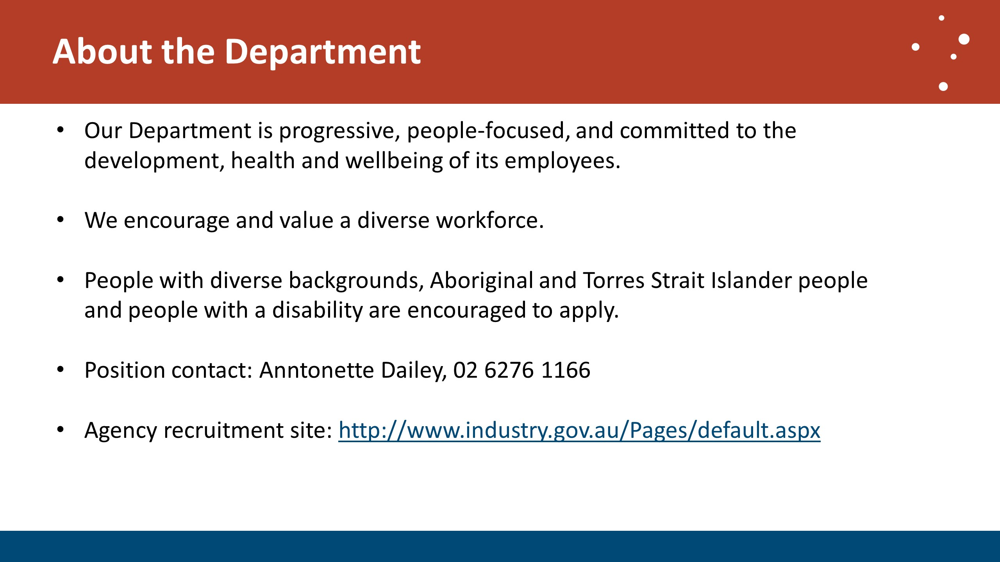 About the Department
• Our Department is progressive, people-focused, and committed to the
development, health and wellbeing of its employees.
• We encourage and value a diverse workforce.
• People with diverse backgrounds, Aboriginal and Torres Strait Islander people
and people with a disability are encouraged to apply.
• Position contact: Anntonette Dailey, 02 6276 1166
• Agency recruitment site: http://www.industry.gov.au/Pages/default.aspx